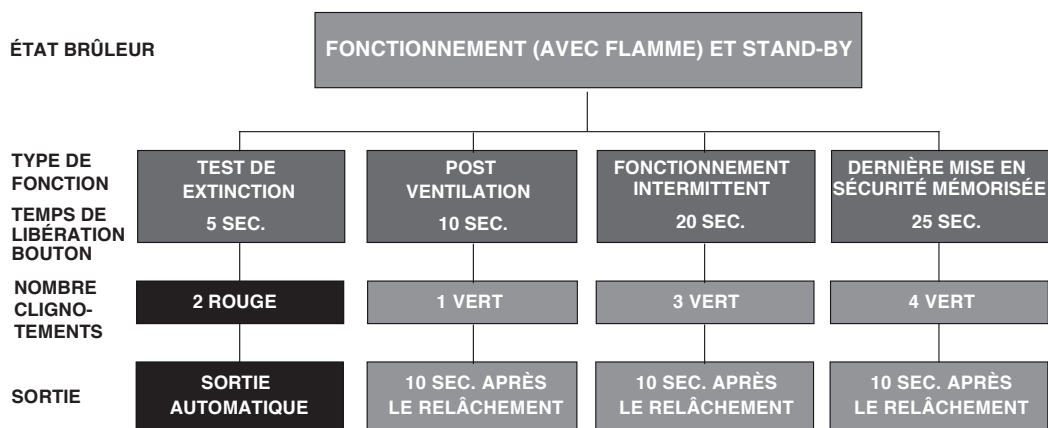 ÉTAT BRÛLEUR
FONCTIONNEMENT (AVEC FLAMME) ET STAND-BY
TYPE DE
FONCTION
TEMPS DE
LIBÉRATION
BOUTON
TEST DE
EXTINCTION
5 SEC.
POST
VENTILATION
10 SEC.
FONCTIONNEMENT
INTERMITTENT
20 SEC.
DERNIÈRE MISE EN
SÉCURITÉ MÉMORISÉE
25 SEC.
NOMBRE
CLIGNO-
TEMENTS
2 ROUGE
1 VERT
3 VERT
4 VERT
SORTIE
SORTIE
AUTOMATIQUE
10 SEC. APRÈS
LE RELÂCHEMENT
10 SEC. APRÈS
LE RELÂCHEMENT
10 SEC. APRÈS
LE RELÂCHEMENT